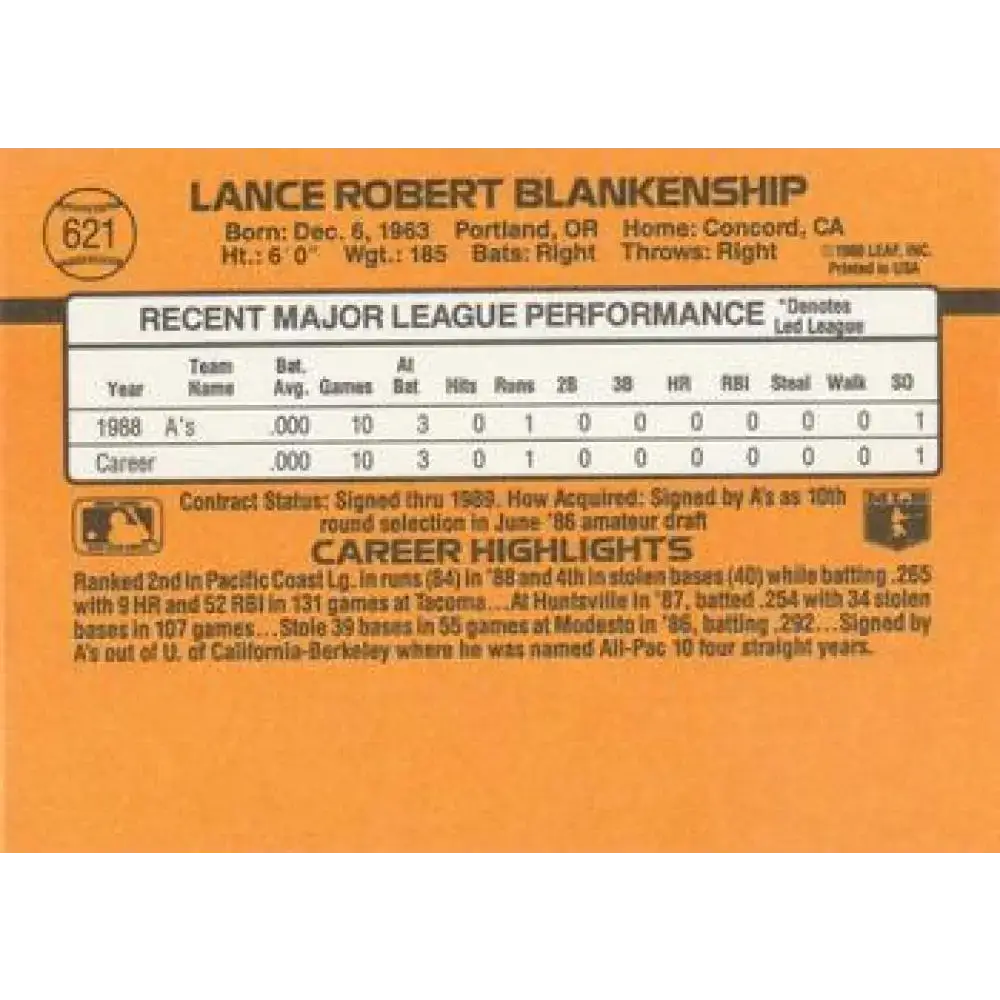 621
LANCE ROBERT BLANKENSHIP
Born: Dec. 6, 1963 Portland, OR Home: Concord, CA
Ht.: 6' 0" Wgt.: 185 Bats: Right Throws: Right
LEAF, INC.
Printed in USA
RECENT MAJOR LEAGUE PERFORMANCE *Denotes Led League
Year Team Name Bat. Avg. Games At Bat Hits Runs 2B 3B HR RBI Steal Walk SO
1988 A's .000 10 3 0 1 0 0 0 0 0 0 1
Career .000 10 3 0 1 0 0 0 0 0 0 1
Contract Status: Signed thru 1989. How Acquired: Signed by A's as 10th
round selection in June '86 amateur draft
CAREER HIGHLIGHTS
Ranked 2nd in Pacific Coast Lg. in runs (84) in '88 and 4th in stolen bases (40) while batting .265
with 9 HR and 52 RBI in 131 games at Tacoma...At Huntsville in '87, batted .254 with 34 stolen
bases in 107 games...Stole 39 bases in 55 games at Modesto in '86, batting .292...Signed by
A's out of U. of California-Berkeley where he was named All-Pac 10 four straight years.